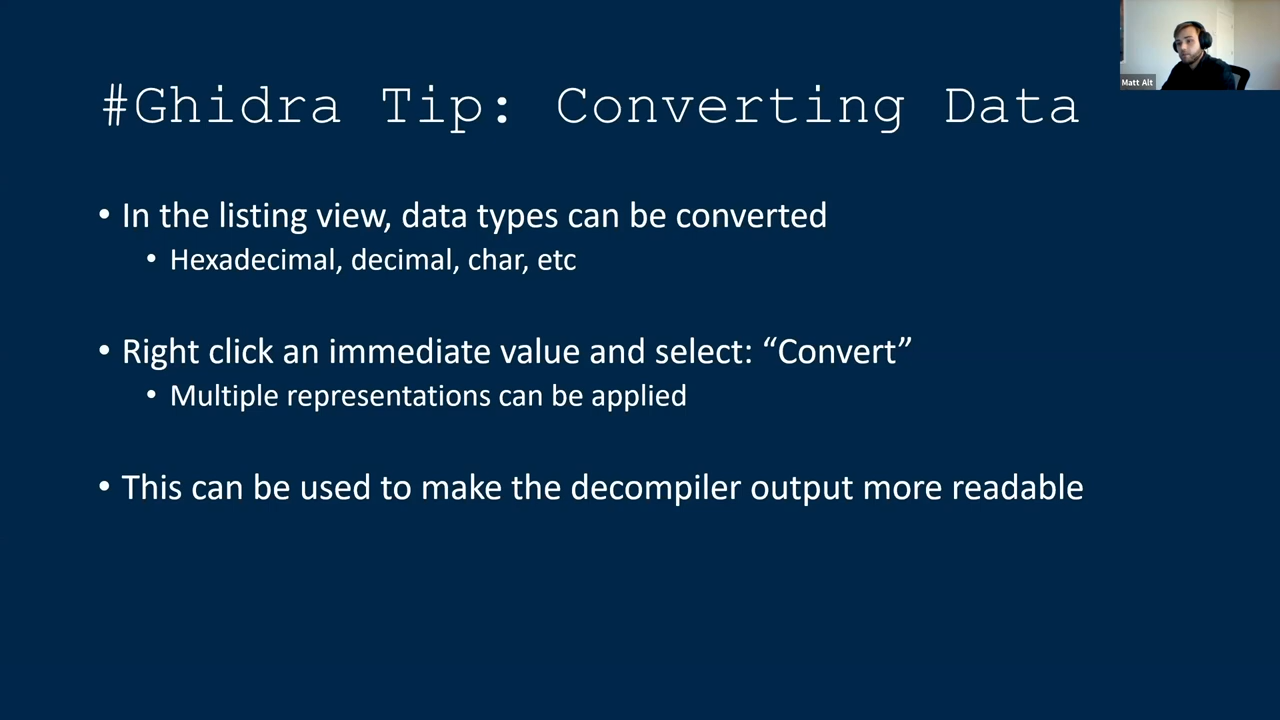 Matt Alt
#Ghidra Tip: Converting Data
• In the listing view, data types can be converted
• Hexadecimal, decimal, char, etc
• Right click an immediate value and select: “Convert”
• Multiple representations can be applied
• This can be used to make the decompiler output more readable